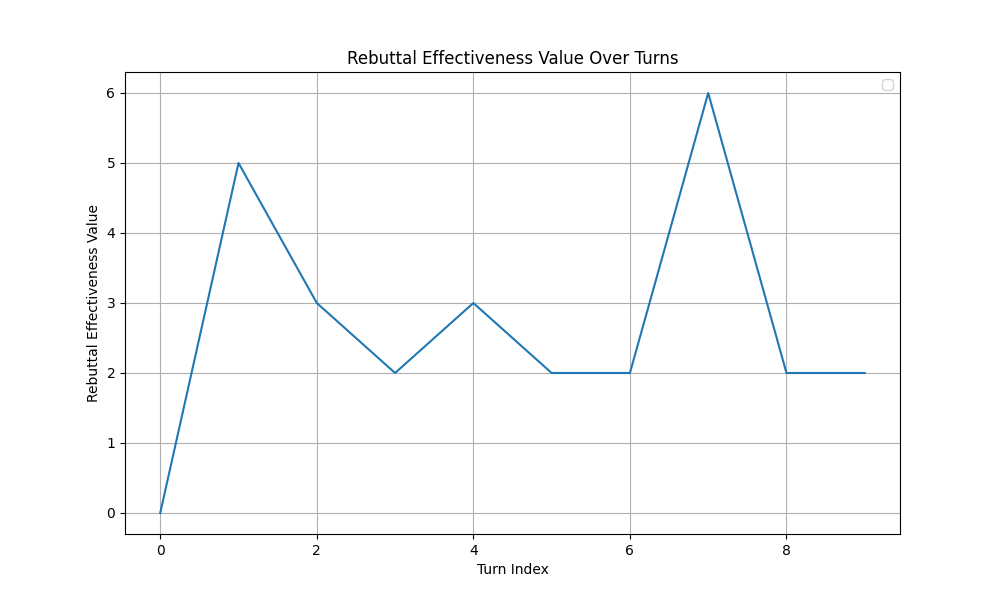 Rebuttal Effectiveness Value Over Turns
Rebuttal Effectiveness Value
6
5
4
3
2
1
0
0 2 4 6 8
Turn Index